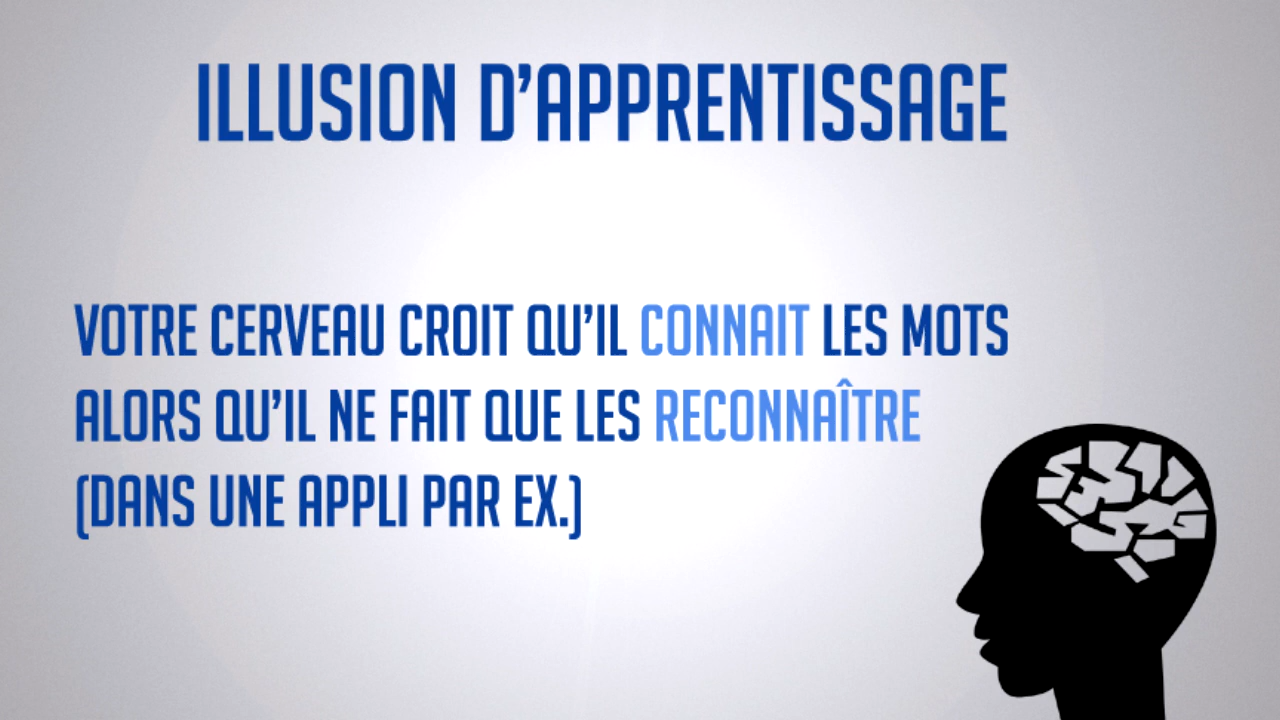 ILLUSION D’APPRENTISSAGE
VOTRE CERVEAU CROIT QU’IL CONNAIT LES MOTS
ALORS QU’IL NE FAIT QUE LES RECONNAÎTRE
(DANS UNE APPLI PAR EX.)